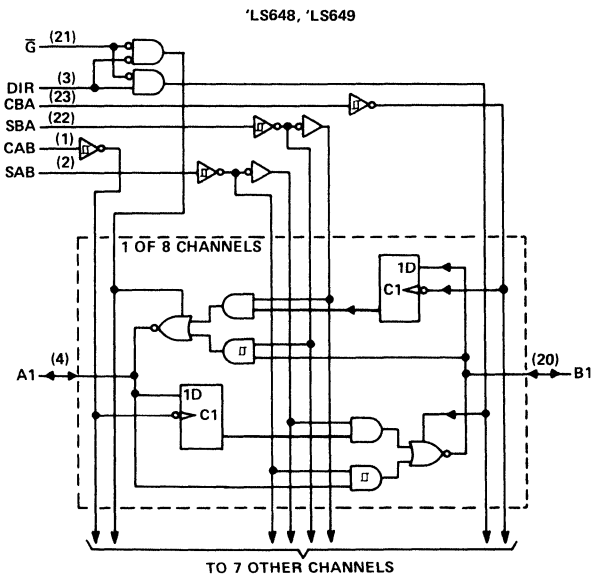 'LS648, 'LS649
G̅ (21)
DIR (3)
CBA (23)
SBA (22)
CAB (1)
SAB (2)
1 OF 8 CHANNELS
1D
C1
A1 (4)
(20) B1
1D
C1
TO 7 OTHER CHANNELS